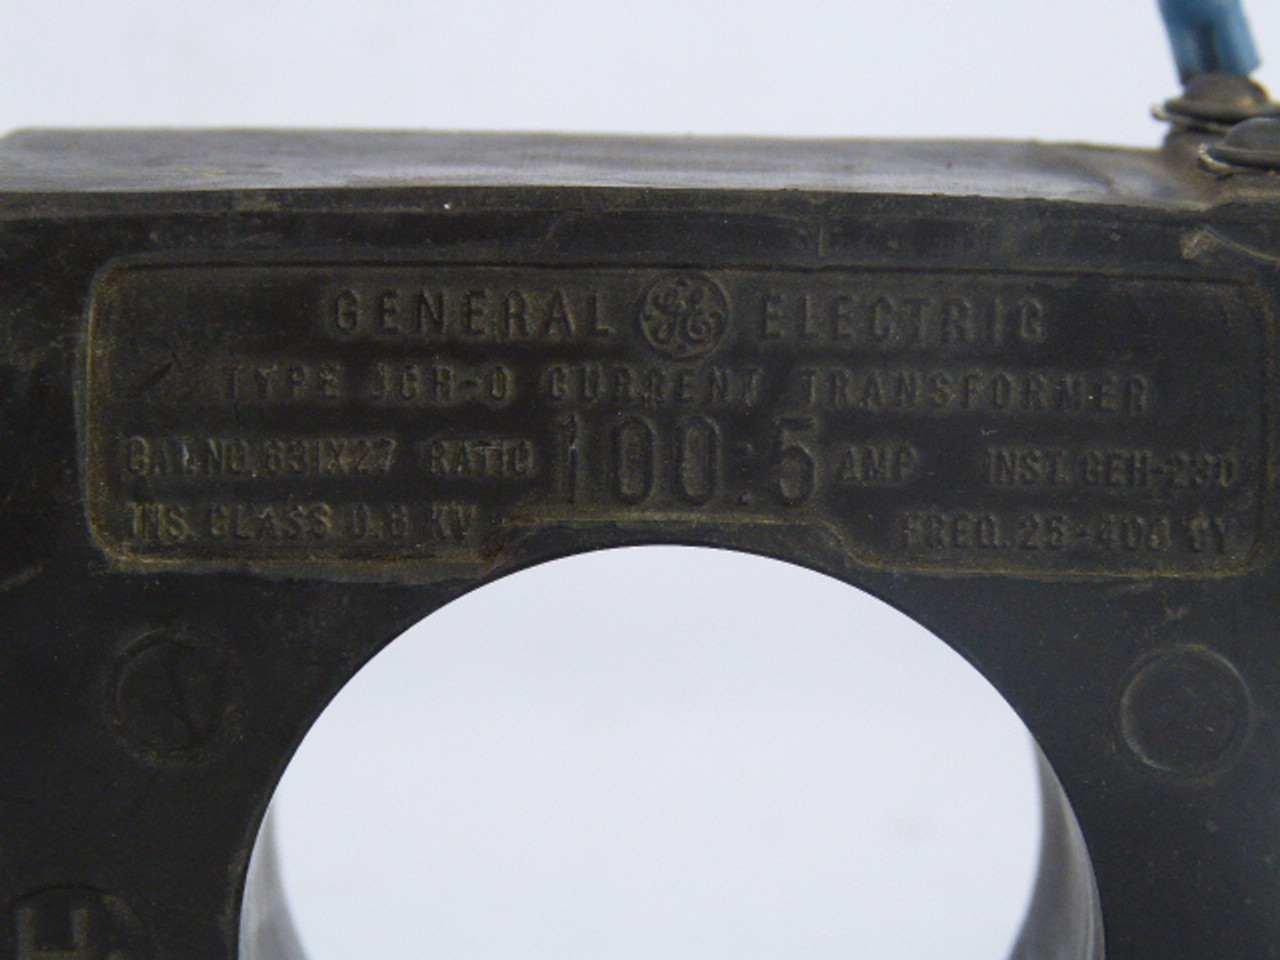 GENERAL GE ELECTRIC
TYPE JCR-0 CURRENT TRANSFORMER
CAT. NO. 631X27 RATIO 100:5 AMP INST. GEH-230
INS. CLASS 0.6 KV FREQ. 25-400 CY
H